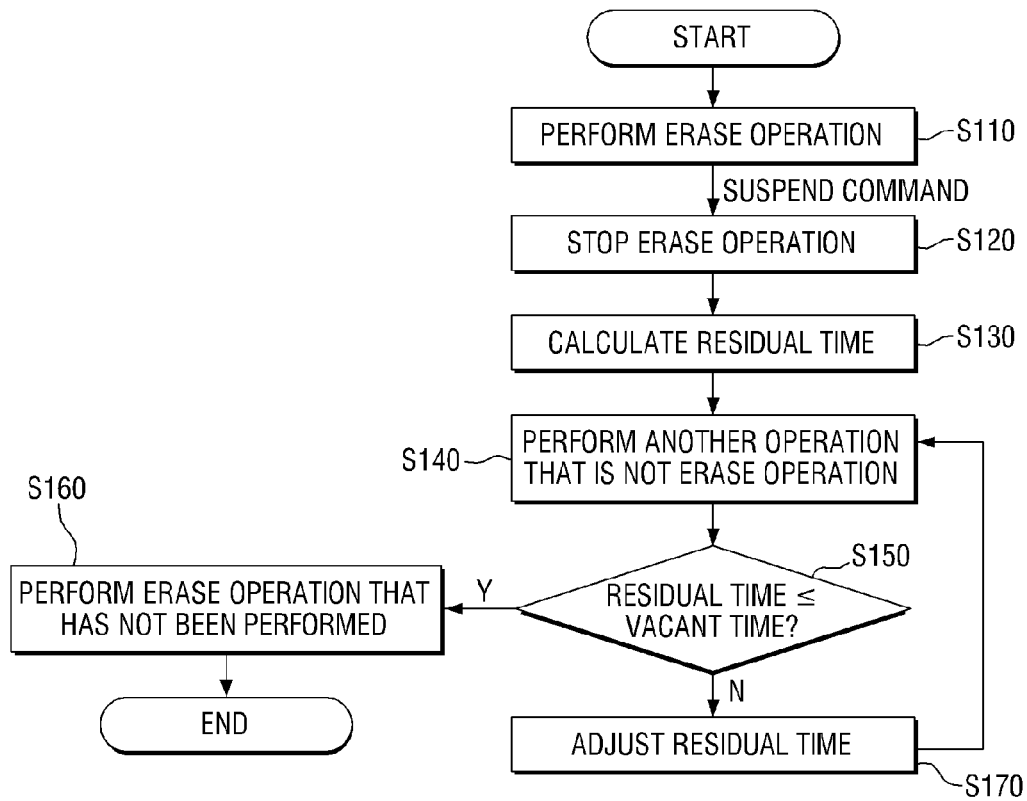 START
PERFORM ERASE OPERATION
S110
SUSPEND COMMAND
STOP ERASE OPERATION
S120
CALCULATE RESIDUAL TIME
S130
PERFORM ANOTHER OPERATION
THAT IS NOT ERASE OPERATION
S140
RESIDUAL TIME ≤
VACANT TIME?
S150
Y
S160
PERFORM ERASE OPERATION THAT
HAS NOT BEEN PERFORMED
END
N
ADJUST RESIDUAL TIME
S170